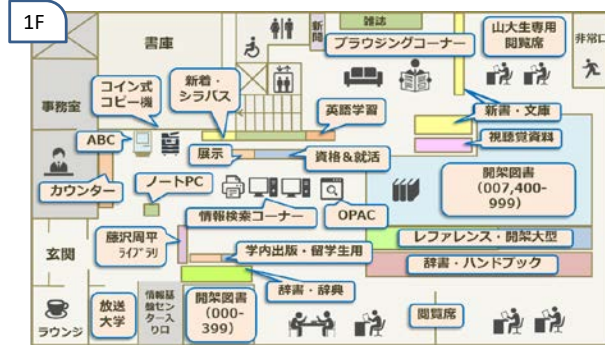 1F
書庫
新聞
雑誌
ブラウジングコーナー
山大生専用
閲覧席
非常口
事務室
コイン式
コピー機
新着・
シラバス
英語学習
新書・文庫
ABC
視聴覚資料
展示
資格&就活
カウンター
ノートPC
開架図書
(007,400-
999)
情報検索コーナー
OPAC
藤沢周平
ライブラリ
レファレンス・開架大型
玄関
学内出版・留学生用
辞書・ハンドブック
辞書・辞典
ラウンジ
放送
大学
情報基
盤セン
ター入
り口
開架図書
(000-
399)
閲覧席